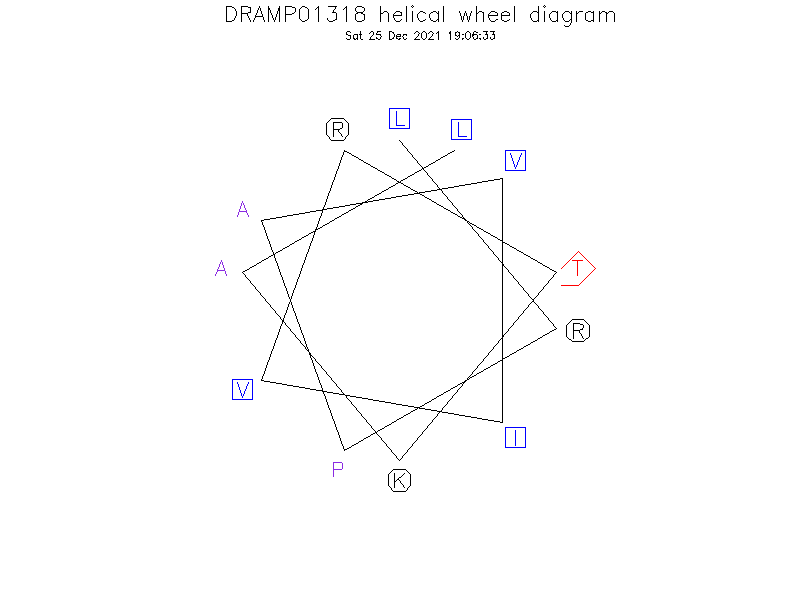 DRAMP01318 helical wheel diagram
Sat 25 Dec 2021 19:06:33
L
R L
V
A
A T
R
V
I
P
K